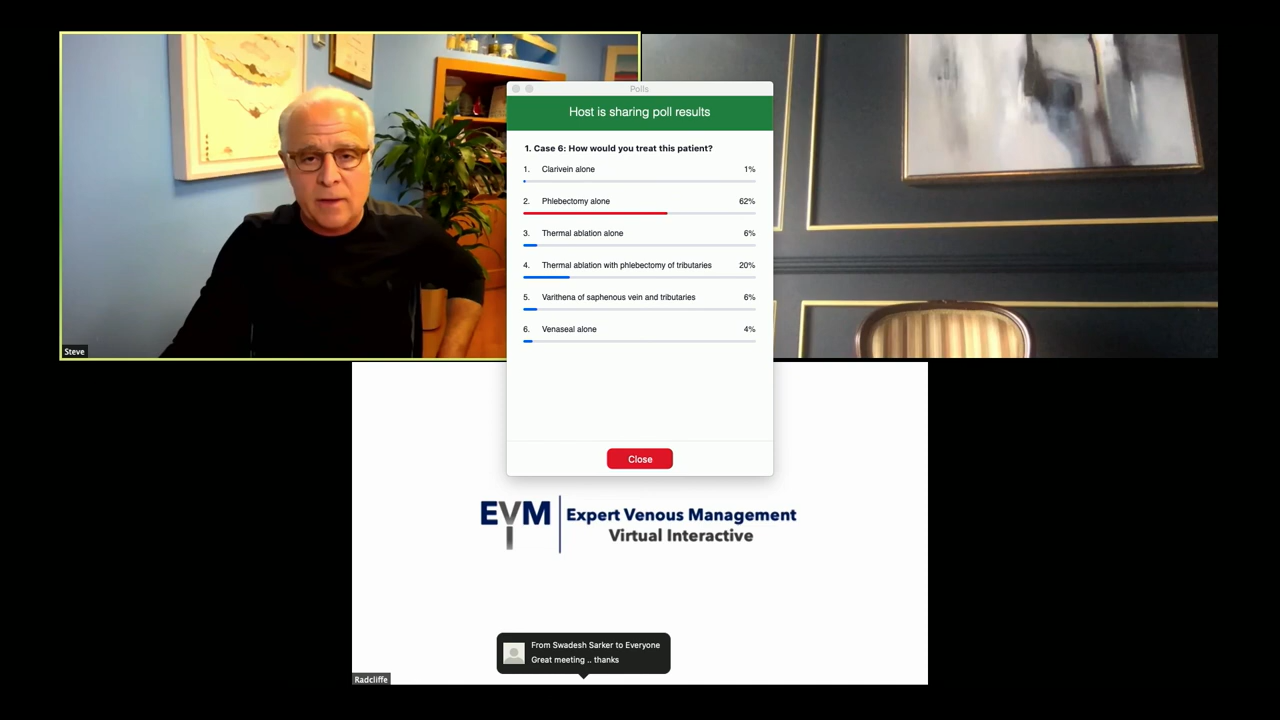 Polls
Host is sharing poll results
1. Case 6: How would you treat this patient?
1. Clarivein alone 1%
2. Phlebectomy alone 62%
3. Thermal ablation alone 6%
4. Thermal ablation with phlebectomy of tributaries 20%
5. Varithena of saphenous vein and tributaries 6%
6. Venaseal alone 4%
Close
Steve
EVM Expert Venous Management
Virtual Interactive
From Swadesh Sarker to Everyone
Great meeting .. thanks
Radcliffe